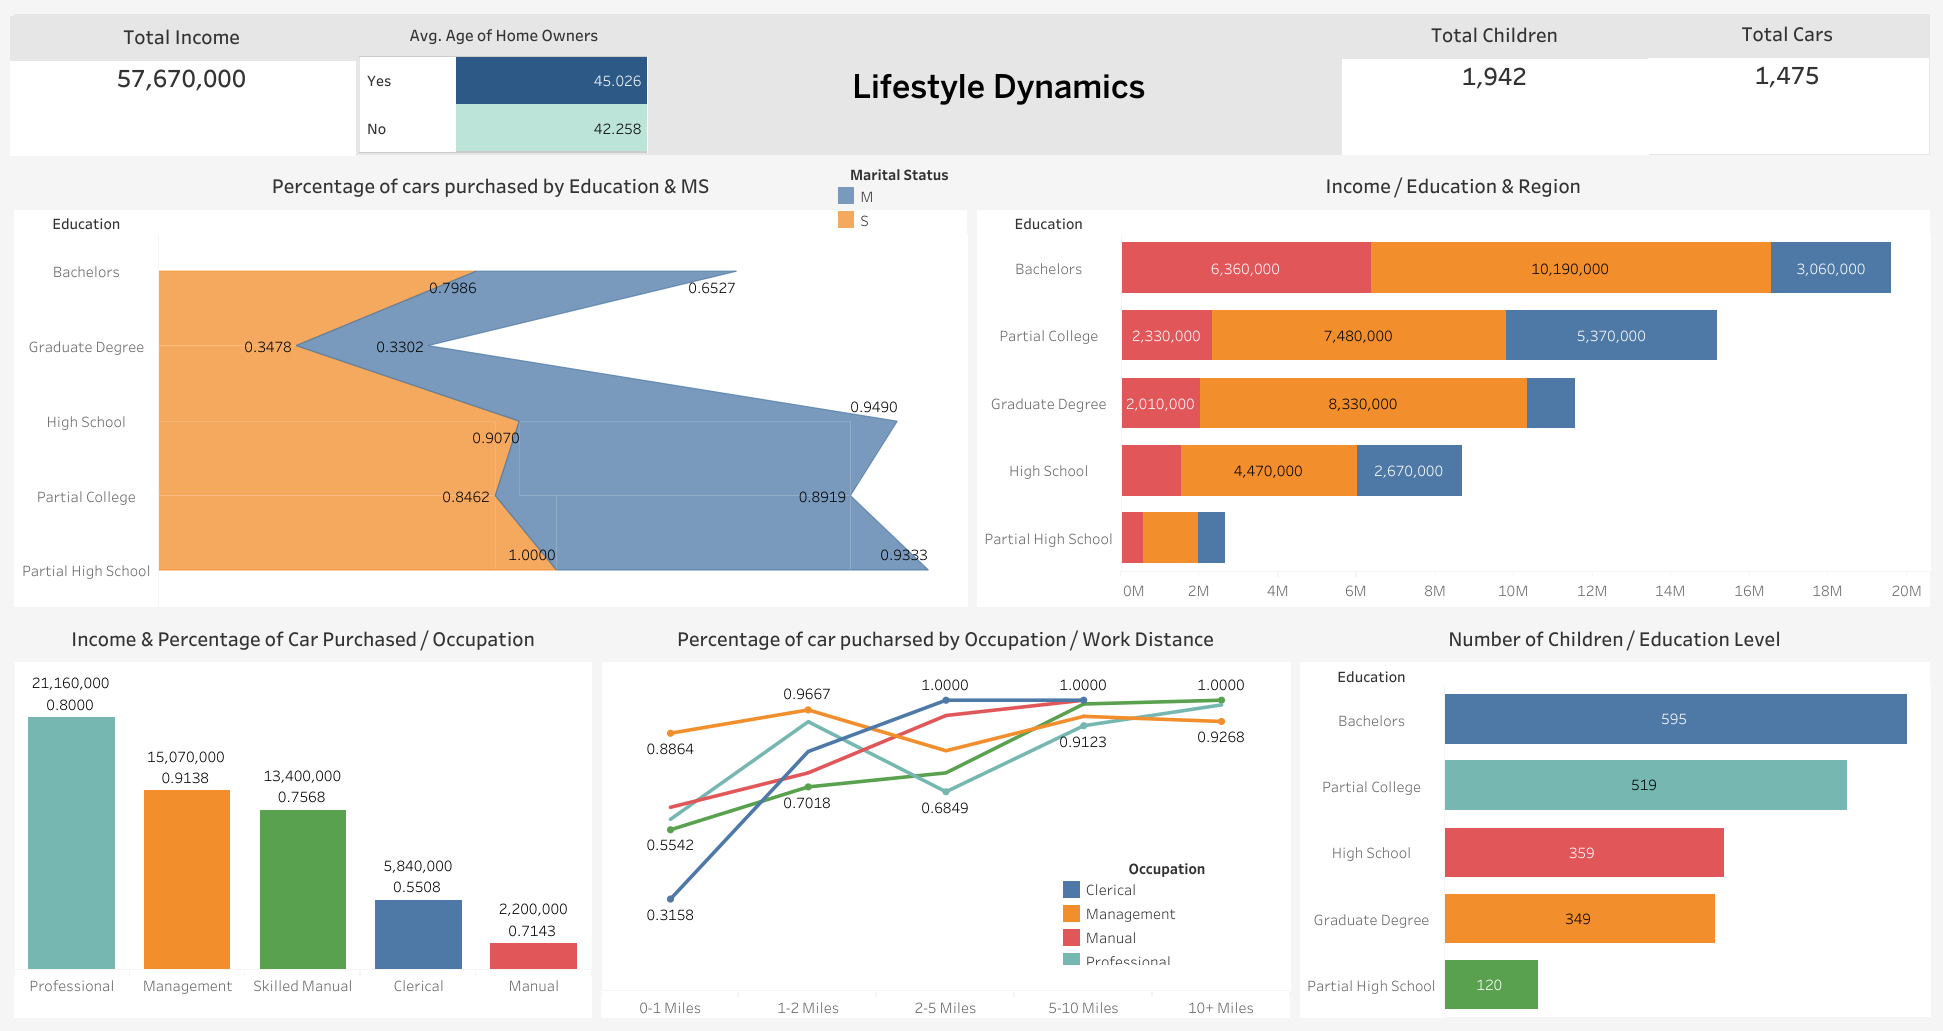 Total Income
57,670,000
Avg. Age of Home Owners
Yes 45.026
No 42.258
Lifestyle Dynamics
Total Children
1,942
Total Cars
1,475
Percentage of cars purchased by Education & MS
Marital Status
M
S
Education
Bachelors
0.7986
0.6527
Graduate Degree
0.3478
0.3302
High School
0.9070
0.9490
Partial College
0.8462
0.8919
Partial High School
1.0000
0.9333
Income / Education & Region
Education
Bachelors 6,360,000 10,190,000 3,060,000
Partial College 2,330,000 7,480,000 5,370,000
Graduate Degree 2,010,000 8,330,000
High School 4,470,000 2,670,000
Partial High School
0M 2M 4M 6M 8M 10M 12M 14M 16M 18M 20M
Income & Percentage of Car Purchased / Occupation
21,160,000
0.8000
15,070,000
0.9138
13,400,000
0.7568
5,840,000
0.5508
2,200,000
0.7143
Professional Management Skilled Manual Clerical Manual
Percentage of car pucharsed by Occupation / Work Distance
0.8864
0.5542
0.3158
0.9667
0.7018
1.0000
0.6849
1.0000
0.9123
1.0000
0.9268
Occupation
Clerical
Management
Manual
Professional
0-1 Miles 1-2 Miles 2-5 Miles 5-10 Miles 10+ Miles
Number of Children / Education Level
Education
Bachelors 595
Partial College 519
High School 359
Graduate Degree 349
Partial High School 120